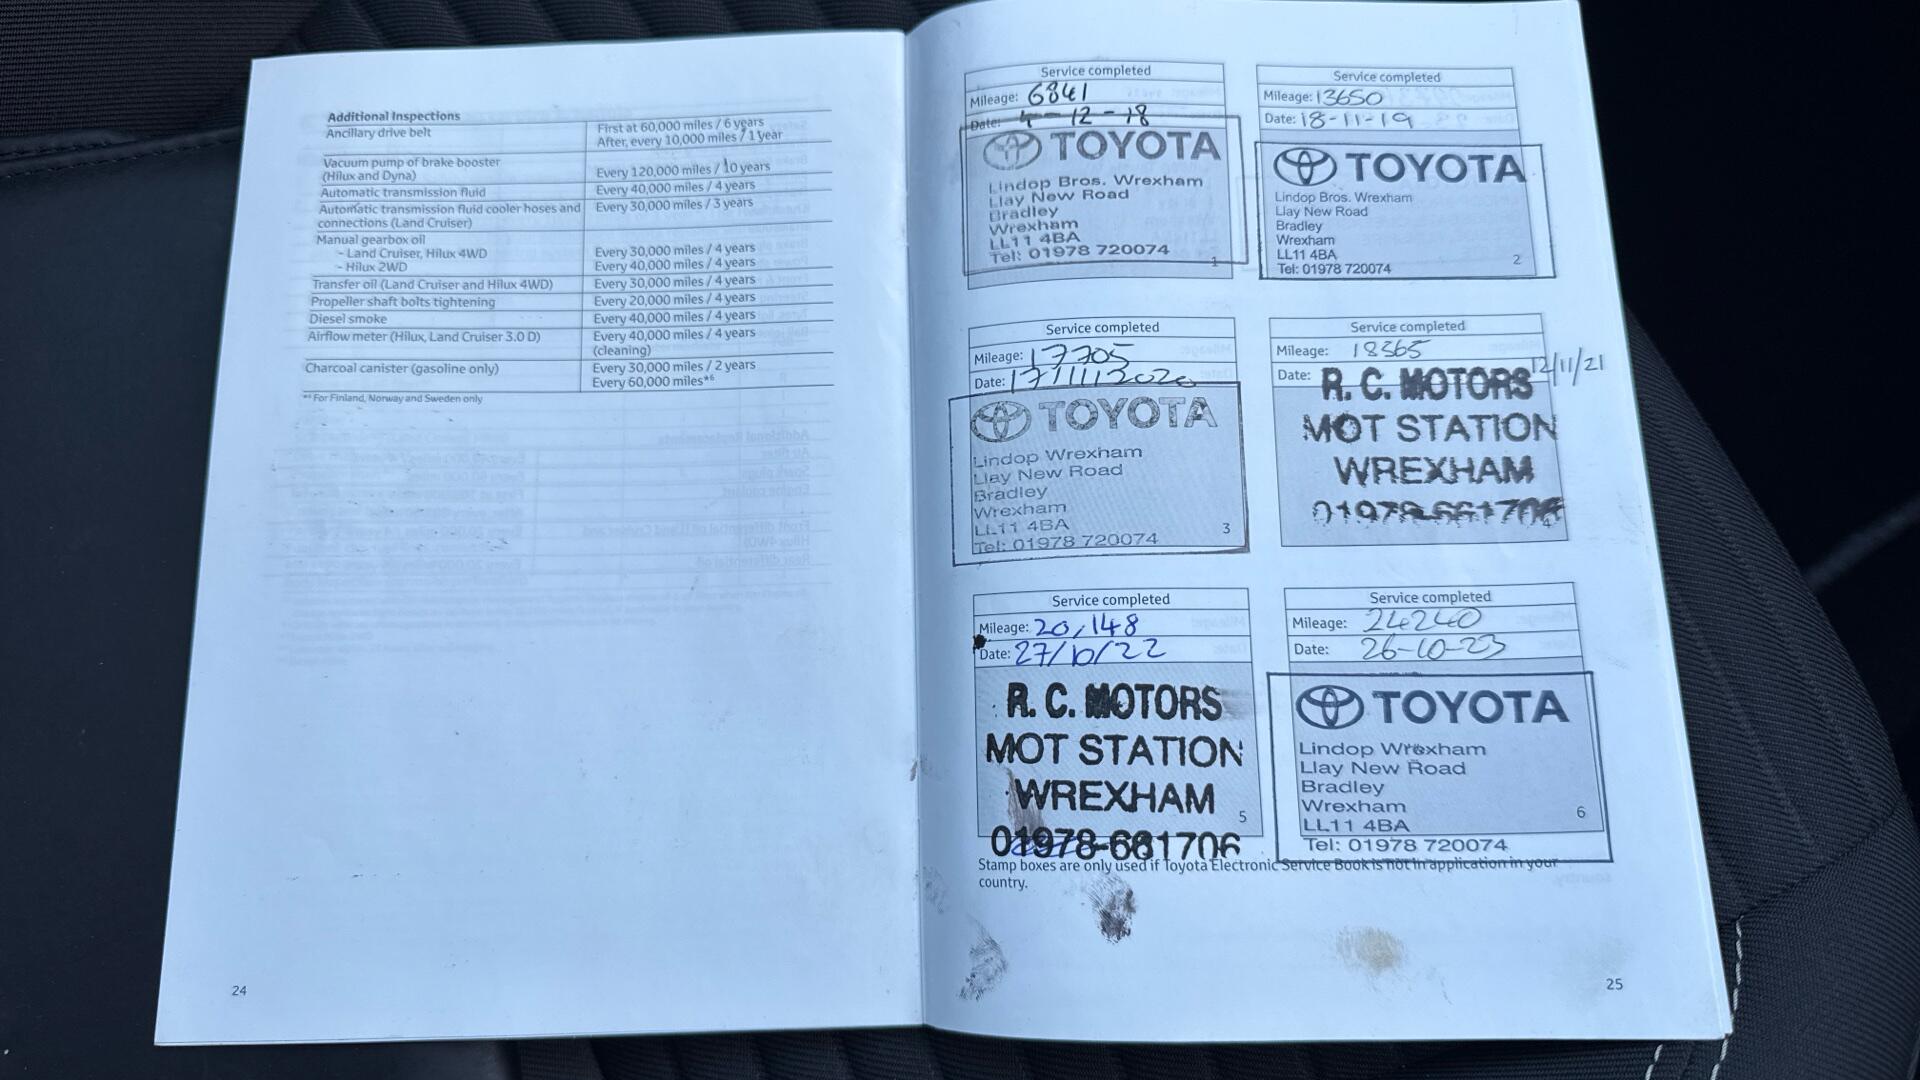 Additional Inspections
Ancillary drive belt First at 60,000 miles / 6 years
After, every 10,000 miles / 1 year
Vacuum pump of brake booster
(Hilux and Dyna) Every 120,000 miles / 10 years
Automatic transmission fluid Every 40,000 miles / 4 years
Automatic transmission fluid cooler hoses and Every 30,000 miles / 3 years
connections (Land Cruiser)
Manual gearbox oil
- Land Cruiser, Hilux 4WD Every 30,000 miles / 4 years
- Hilux 2WD Every 40,000 miles / 4 years
Transfer oil (Land Cruiser and Hilux 4WD) Every 30,000 miles / 4 years
Propeller shaft bolts tightening Every 20,000 miles / 4 years
Diesel smoke Every 40,000 miles / 4 years
Airflow meter (Hilux, Land Cruiser 3.0 D) Every 40,000 miles / 4 years
(cleaning)
Charcoal canister (gasoline only) Every 30,000 miles / 2 years
Every 60,000 miles*⁶
*⁶ For Finland, Norway and Sweden only
24
Service completed
Mileage: 6841
Date: 4-12-18
TOYOTA
Lindop Bros. Wrexham
Llay New Road
Bradley
Wrexham
LL11 4BA
Tel: 01978 720074
1
Service completed
Mileage: 13650
Date: 18-11-19
TOYOTA
Lindop Bros. Wrexham
Llay New Road
Bradley
Wrexham
LL11 4BA
Tel: 01978 720074
2
Service completed
Mileage: 17705
Date: 17/11/2020
TOYOTA
Lindop Wrexham
Llay New Road
Bradley
Wrexham
LL11 4BA
Tel: 01978 720074
3
Service completed
Mileage: 18365
Date: 12/11/21
R. C. MOTORS
MOT STATION
WREXHAM
01978-661706
4
Service completed
Mileage: 20,148
Date: 27/10/22
R. C. MOTORS
MOT STATION
WREXHAM
01978-661706
5
Service completed
Mileage: 24240
Date: 26-10-23
TOYOTA
Lindop Wrexham
Llay New Road
Bradley
Wrexham
LL11 4BA
Tel: 01978 720074
6
Stamp boxes are only used if Toyota Electronic Service Book is not in application in your
country.
25